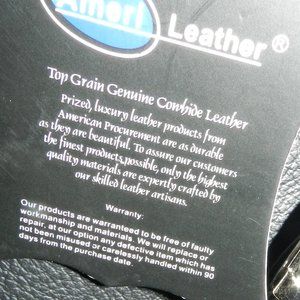 Ameri
Leather®
Top Grain Genuine Cowhide Leather
Prized, luxury leather products from
American Procurement are as durable
as they are beautiful. To assure our customers
the finest products possible, only the highest
quality materials are expertly crafted by
our skilled leather artisans.
Warranty:
Our products are warranteed to be free of faulty
workmanship and materials. We will replace or
repair, at our option any defective item which has
not been misused or carelessly handled within 90
days from the purchase date.